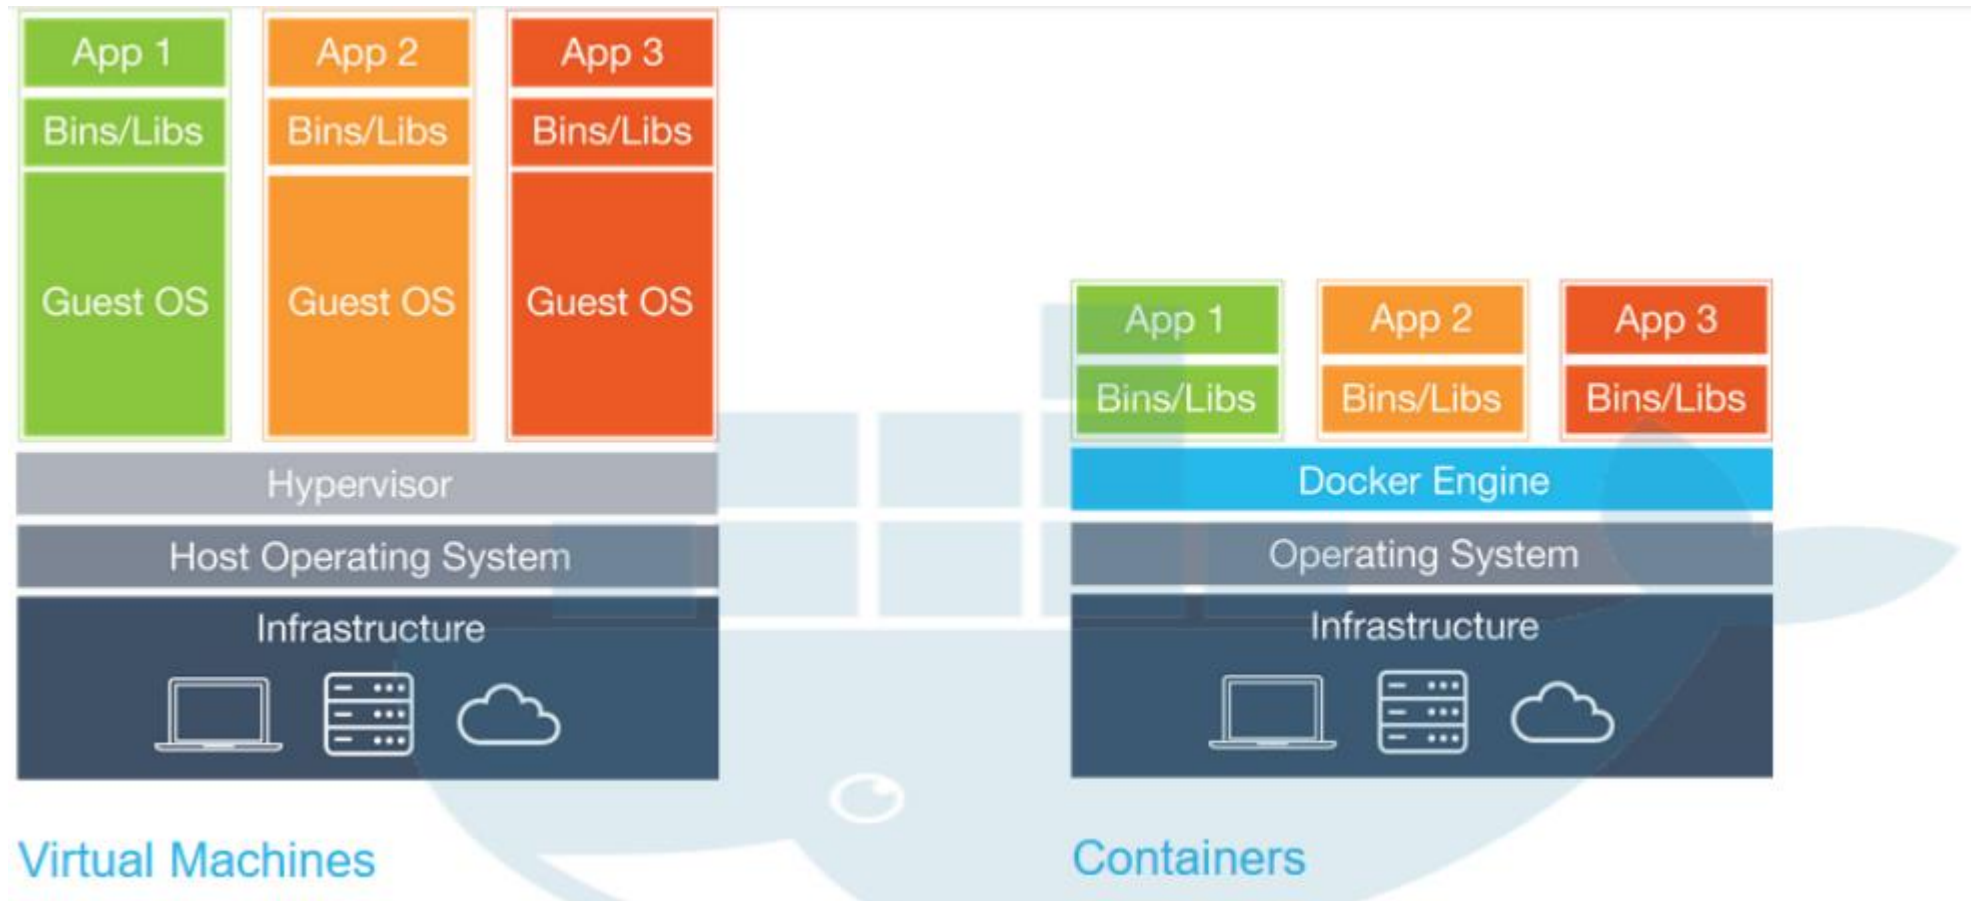 App 1
App 2
App 3
Bins/Libs
Bins/Libs
Bins/Libs
Guest OS
Guest OS
Guest OS
Hypervisor
Host Operating System
Infrastructure
Virtual Machines
App 1
App 2
App 3
Bins/Libs
Bins/Libs
Bins/Libs
Docker Engine
Operating System
Infrastructure
Containers